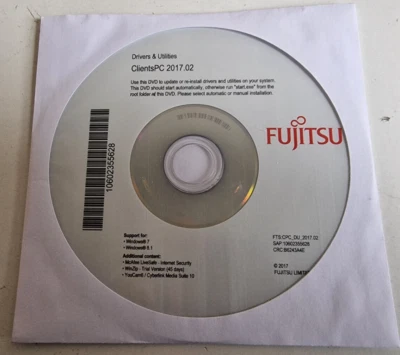 Drivers & Utilities
ClientsPC 2017.02
Use this DVD to update or re-install drivers and utilities on your system.
This DVD should start automatically, otherwise run "start.exe" from the
root folder of this DVD. Please select automatic or manual installation.
10602355628
FUJITSU
Support for:
• Windows® 7
• Windows® 8.1
Additional content:
• McAfee LiveSafe - Internet Security
• WinZip - Trial Version (45 days)
• YouCam6 / Cyberlink Media Suite 10
FTS:CPC_DU_2017.02
SAP:10602355628
CRC:
© 2017
FUJITSU LIMITED